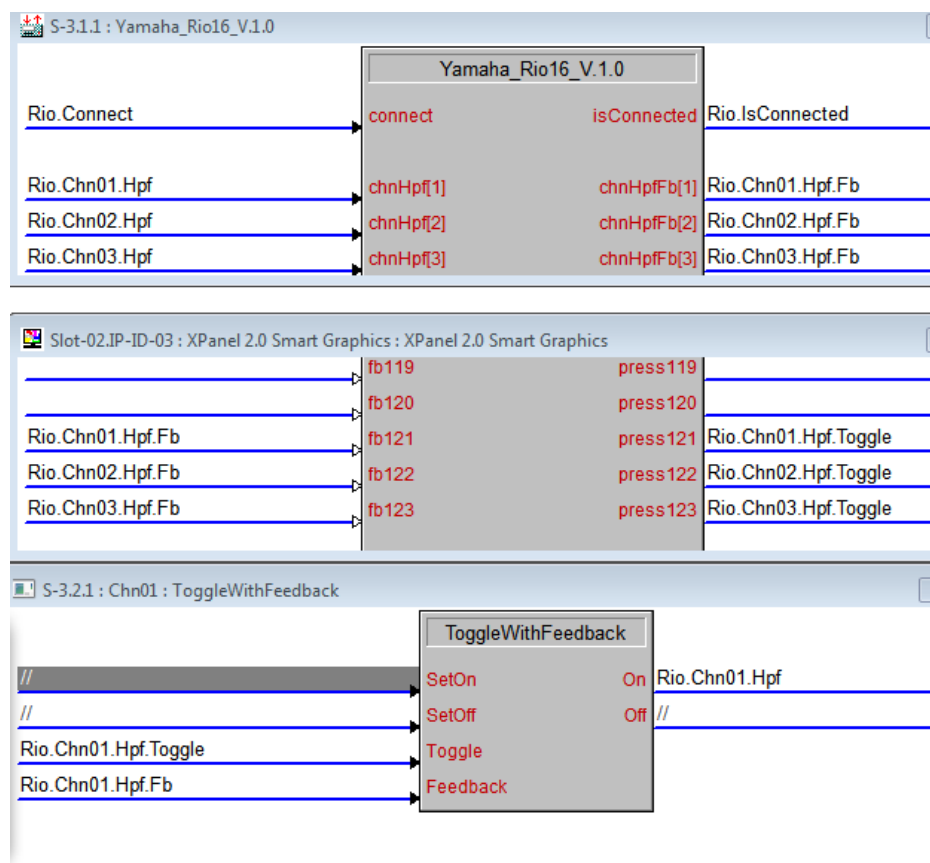 S-3.1.1 : Yamaha_Rio16_V.1.0
Yamaha_Rio16_V.1.0
Rio.Connect connect isConnected Rio.IsConnected
Rio.Chn01.Hpf chnHpf[1] chnHpfFb[1] Rio.Chn01.Hpf.Fb
Rio.Chn02.Hpf chnHpf[2] chnHpfFb[2] Rio.Chn02.Hpf.Fb
Rio.Chn03.Hpf chnHpf[3] chnHpfFb[3] Rio.Chn03.Hpf.Fb
Slot-02.IP-ID-03 : XPanel 2.0 Smart Graphics : XPanel 2.0 Smart Graphics
fb119 press119
fb120 press120
Rio.Chn01.Hpf.Fb fb121 press121 Rio.Chn01.Hpf.Toggle
Rio.Chn02.Hpf.Fb fb122 press122 Rio.Chn02.Hpf.Toggle
Rio.Chn03.Hpf.Fb fb123 press123 Rio.Chn03.Hpf.Toggle
S-3.2.1 : Chn01 : ToggleWithFeedback
ToggleWithFeedback
// SetOn On Rio.Chn01.Hpf
// SetOff Off //
Rio.Chn01.Hpf.Toggle Toggle
Rio.Chn01.Hpf.Fb Feedback